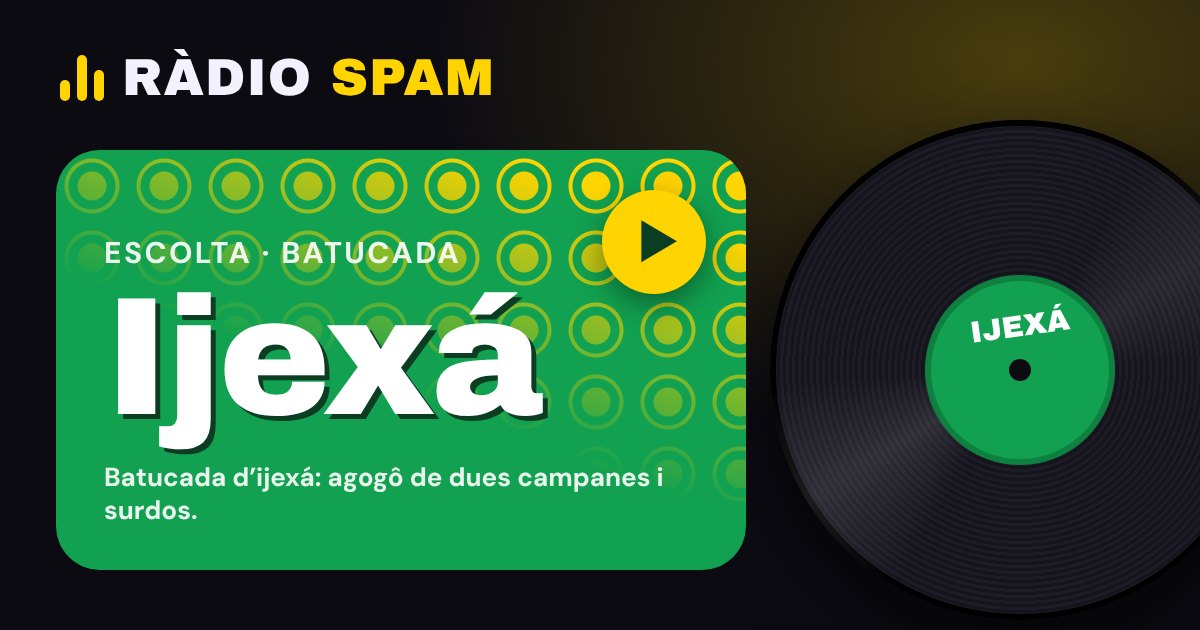 RÀDIO SPAM
ESCOLTA · BATUCADA
Ijexá
Batucada d’ijexá: agogô de dues campanes i
surdos.
IJEXÁ